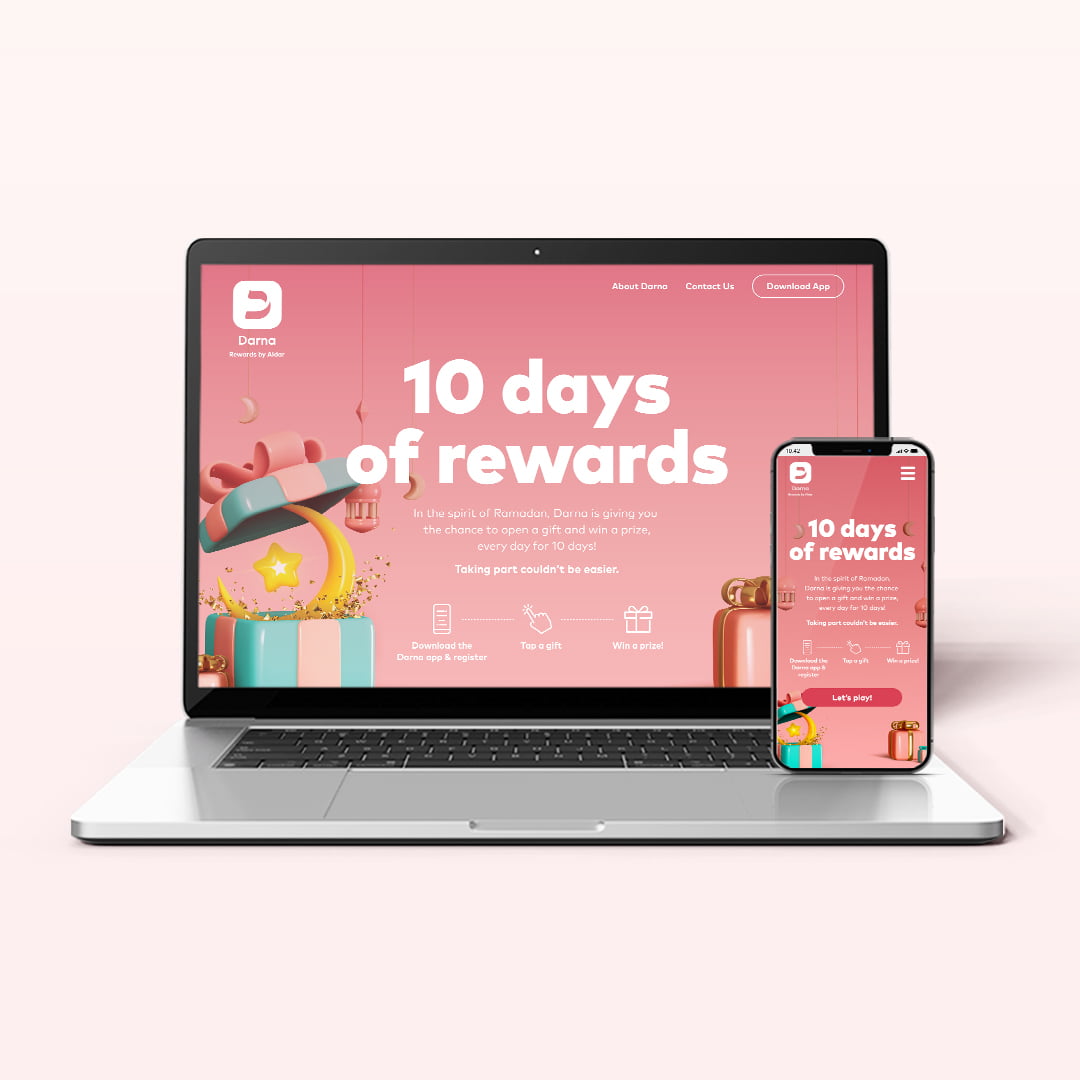 Darna
Rewards by Aldar
About Darna
Contact Us
Download App
10 days
of rewards
In the spirit of Ramadan, Darna is giving you
the chance to open a gift and win a prize,
every day for 10 days!
Taking part couldn't be easier.
Download the
Darna app & register
Tap a gift
Win a prize!
10:42
Darna
Rewards by Aldar
10 days
of rewards
In the spirit of Ramadan,
Darna is giving you the chance
to open a gift and win a prize,
every day for 10 days!
Taking part couldn't be easier.
Download the
Darna app &
register
Tap a gift
Win a prize!
Let's play!